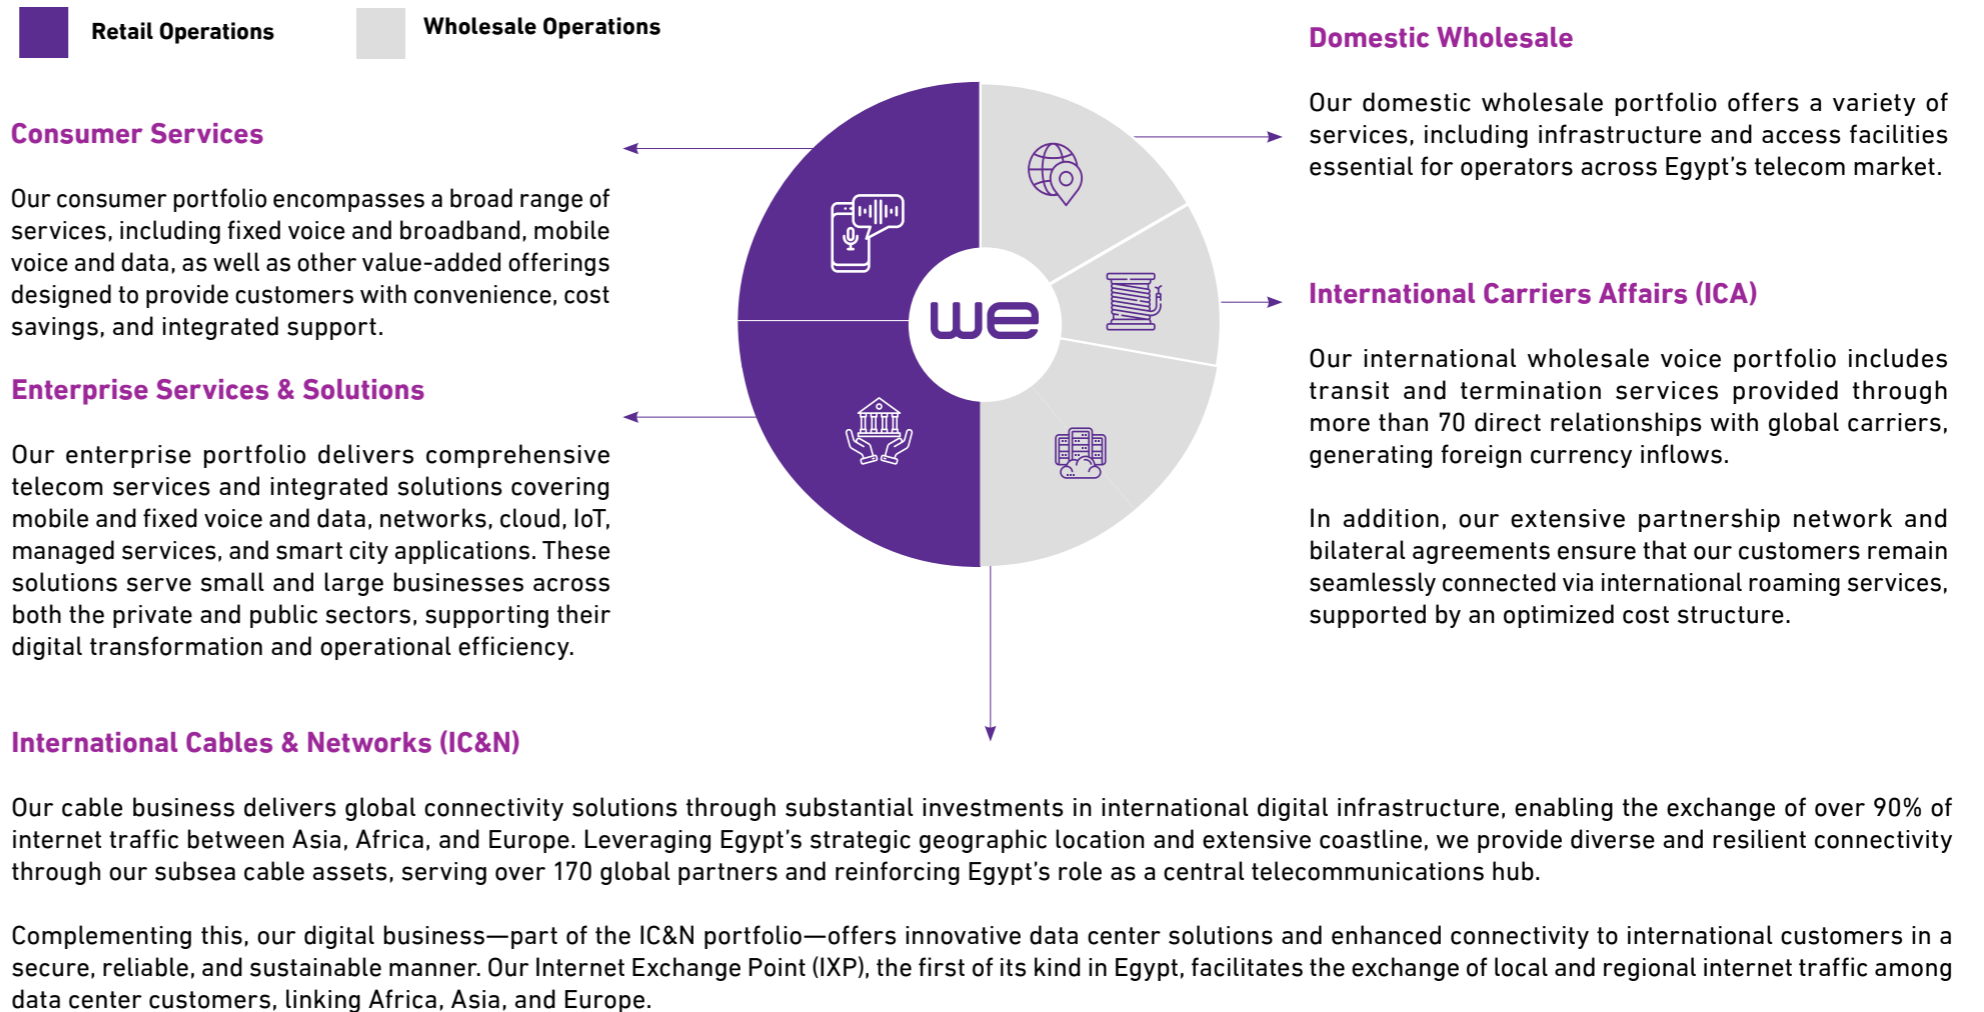 Retail Operations
Wholesale Operations
Consumer Services
Our consumer portfolio encompasses a broad range of
services, including fixed voice and broadband, mobile
voice and data, as well as other value-added offerings
designed to provide customers with convenience, cost
savings, and integrated support.
Enterprise Services & Solutions
Our enterprise portfolio delivers comprehensive
telecom services and integrated solutions covering
mobile and fixed voice and data, networks, cloud, IoT,
managed services, and smart city applications. These
solutions serve small and large businesses across
both the private and public sectors, supporting their
digital transformation and operational efficiency.
we
Domestic Wholesale
Our domestic wholesale portfolio offers a variety of
services, including infrastructure and access facilities
essential for operators across Egypt’s telecom market.
International Carriers Affairs (ICA)
Our international wholesale voice portfolio includes
transit and termination services provided through
more than 70 direct relationships with global carriers,
generating foreign currency inflows.
In addition, our extensive partnership network and
bilateral agreements ensure that our customers remain
seamlessly connected via international roaming services,
supported by an optimized cost structure.
International Cables & Networks (IC&N)
Our cable business delivers global connectivity solutions through substantial investments in international digital infrastructure, enabling the exchange of over 90% of
internet traffic between Asia, Africa, and Europe. Leveraging Egypt’s strategic geographic location and extensive coastline, we provide diverse and resilient connectivity
through our subsea cable assets, serving over 170 global partners and reinforcing Egypt’s role as a central telecommunications hub.
Complementing this, our digital business—part of the IC&N portfolio—offers innovative data center solutions and enhanced connectivity to international customers in a
secure, reliable, and sustainable manner. Our Internet Exchange Point (IXP), the first of its kind in Egypt, facilitates the exchange of local and regional internet traffic among
data center customers, linking Africa, Asia, and Europe.